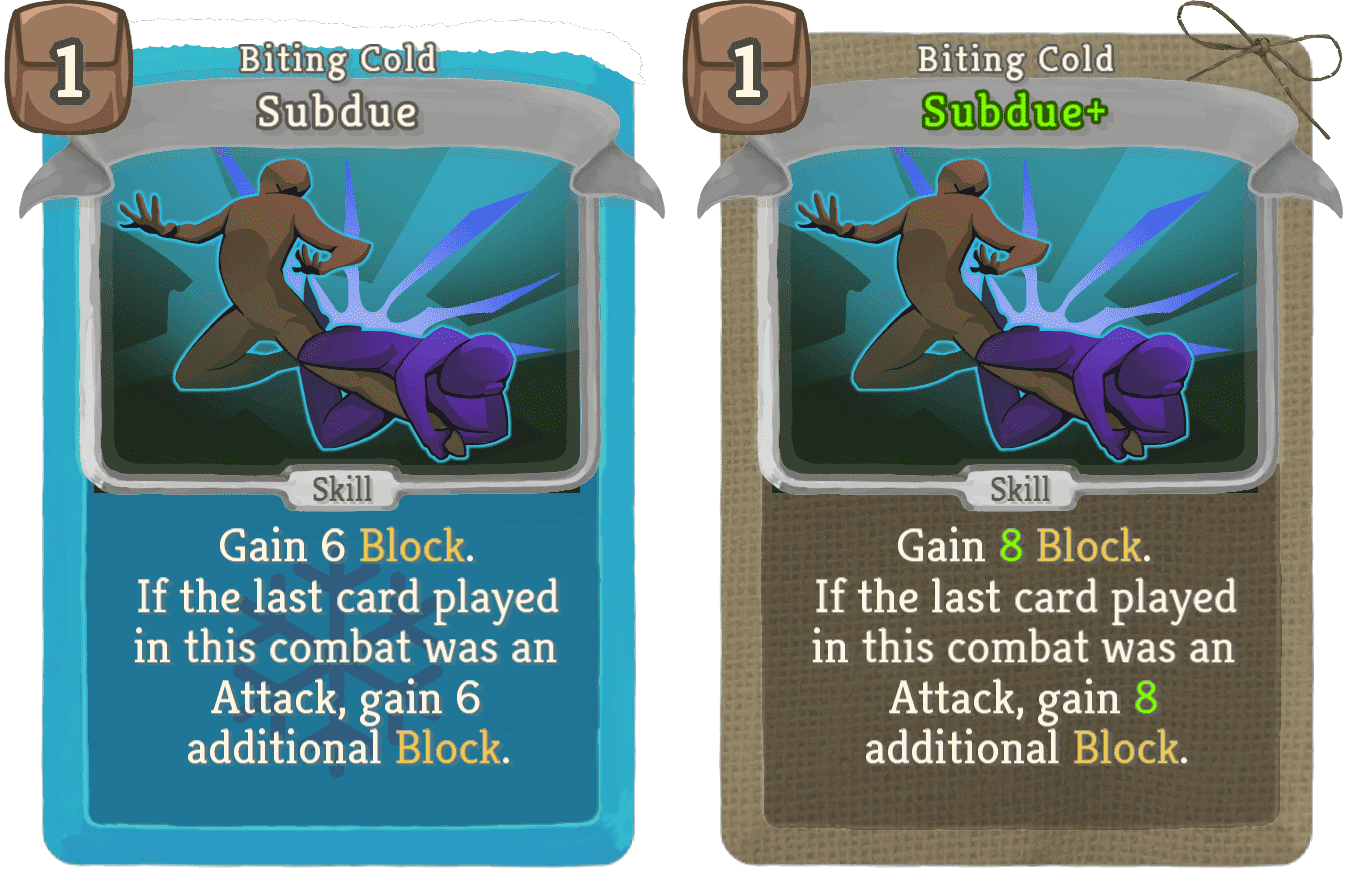 1
Biting Cold
Subdue
Skill
Gain 6 Block.
If the last card played
in this combat was an
Attack, gain 6
additional Block.
1
Biting Cold
Subdue+
Skill
Gain 8 Block.
If the last card played
in this combat was an
Attack, gain 8
additional Block.